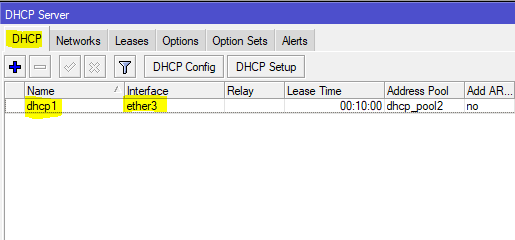 DHCP Server
DHCP Networks Leases Options Option Sets Alerts
DHCP Config DHCP Setup
Name Interface Relay Lease Time Address Pool Add AR...
dhcp1 ether3 00:10:00 dhcp_pool2 no